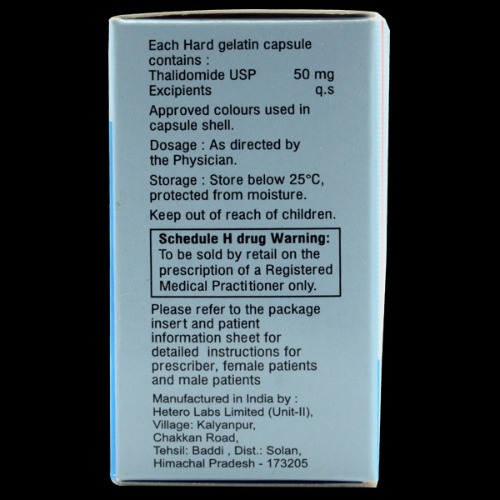 Each Hard gelatin capsule
contains :
Thalidomide USP 50 mg
Excipients q.s
Approved colours used in
capsule shell.
Dosage : As directed by
the Physician.
Storage : Store below 25°C,
protected from moisture.
Keep out of reach of children.
Schedule H drug Warning:
To be sold by retail on the
prescription of a Registered
Medical Practitioner only.
Please refer to the package
insert and patient
information sheet for
detailed instructions for
prescriber, female patients
and male patients
Manufactured in India by :
Hetero Labs Limited (Unit-II),
Village: Kalyanpur,
Chakkan Road,
Tehsil: Baddi , Dist.: Solan,
Himachal Pradesh - 173205